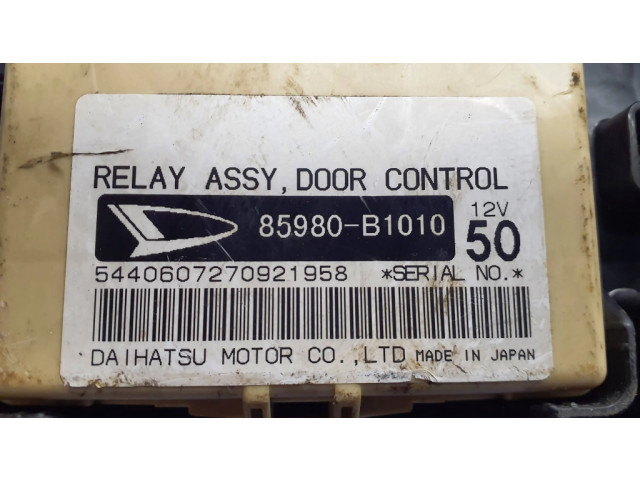 RELAY ASSY, DOOR CONTROL
85980-B1010 12V 50
5440607270921958 *SERIAL NO.*
DAIHATSU MOTOR CO., LTD MADE IN JAPAN